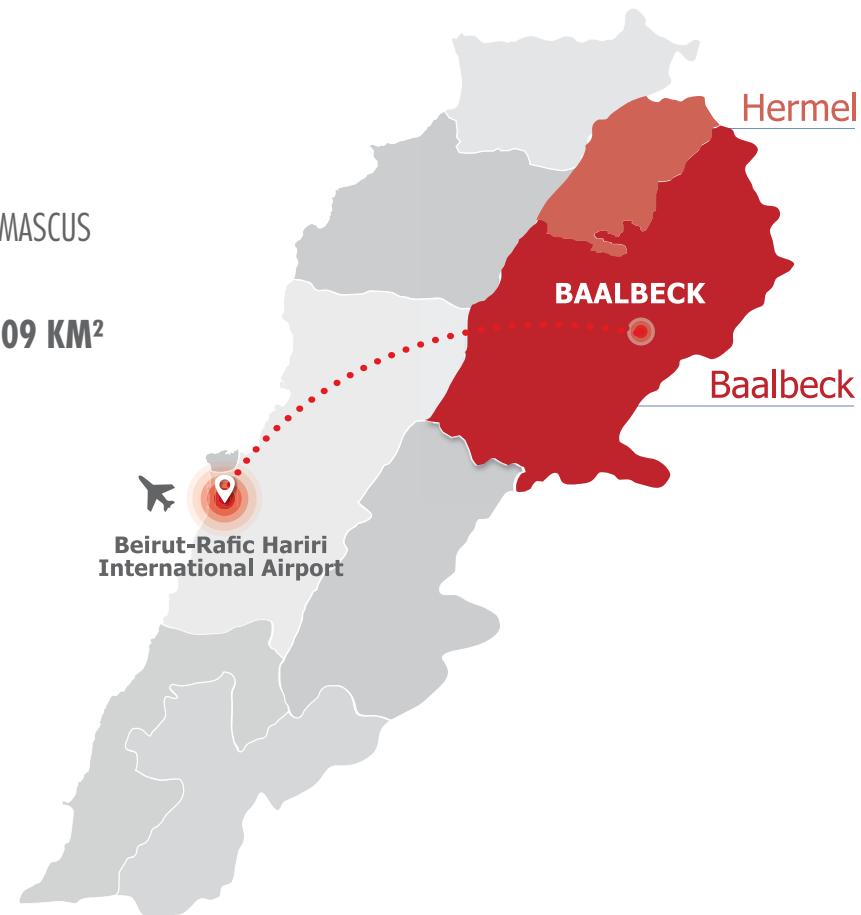 Hermel
MASCUS
BAALBECK
09 KM²
Baalbeck
Beirut-Rafic Hariri
International Airport